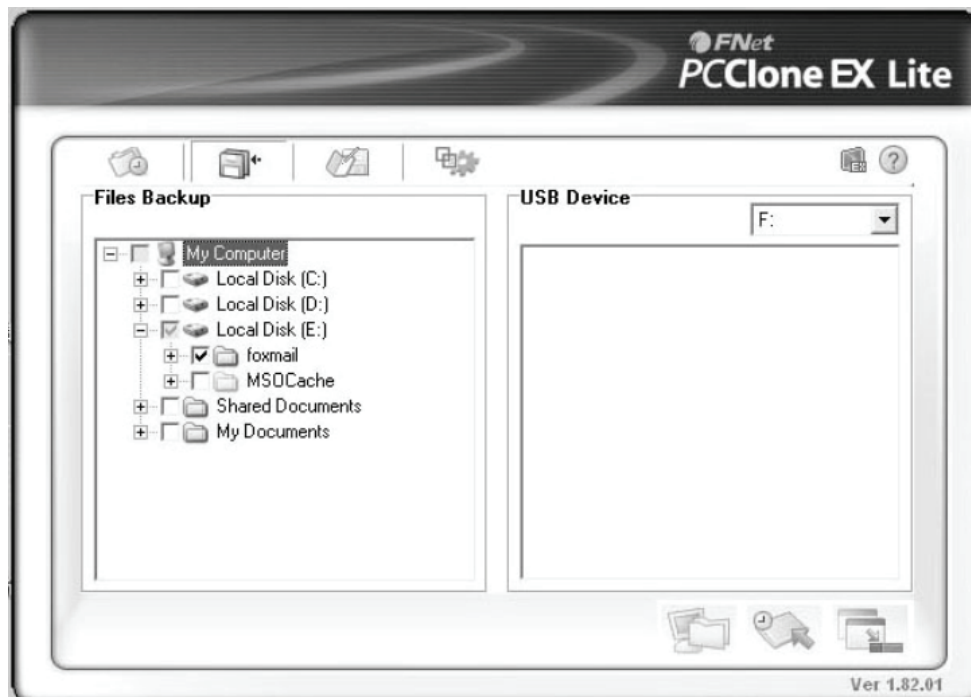 FNet
PCClone EX Lite
Files Backup
My Computer
Local Disk (C:)
Local Disk (D:)
Local Disk (E:)
foxmail
MSOCache
Shared Documents
My Documents
EX
?
USB Device
F:
Ver 1.82.01